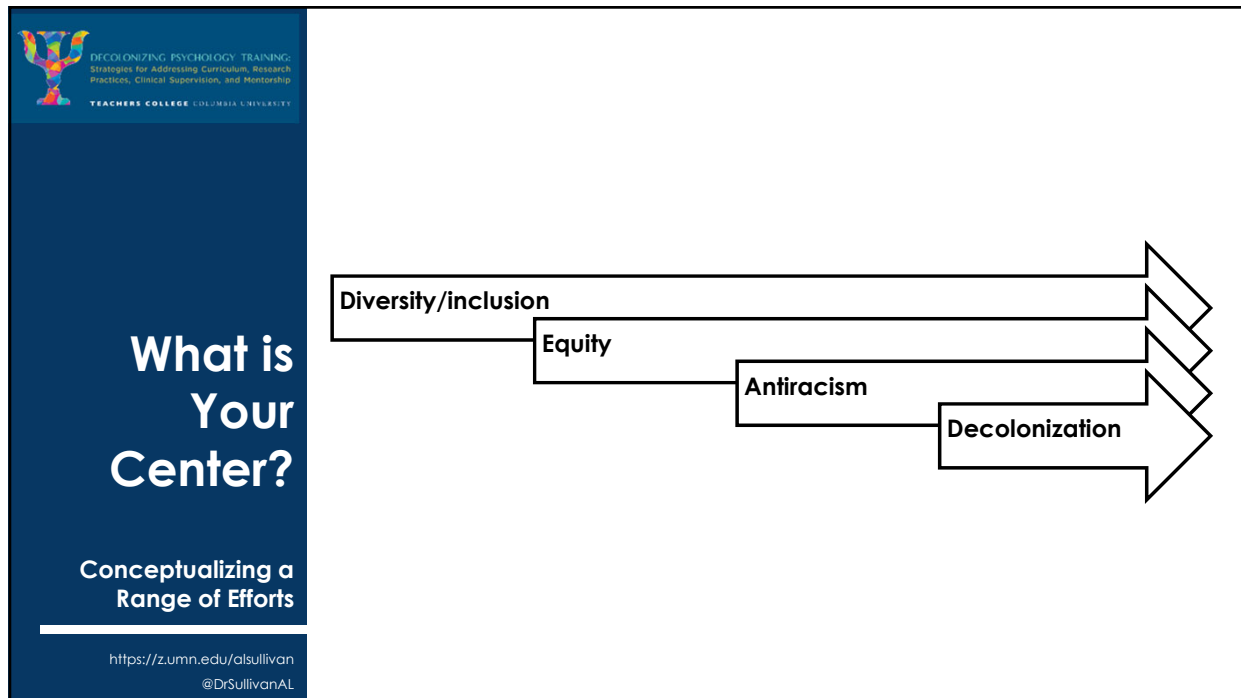 DECOLONIZING PSYCHOLOGY TRAINING:
Strategies for Addressing Curriculum, Research
Practices, Clinical Supervision, and Mentorship
TEACHERS COLLEGE COLUMBIA UNIVERSITY
What is
Your
Center?
Conceptualizing a
Range of Efforts
https://z.umn.edu/alsullivan
@DrSullivanAL
Diversity/inclusion
Equity
Antiracism
Decolonization